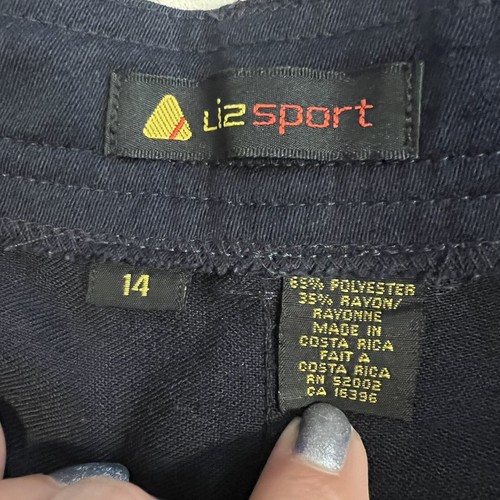 Liz sport
14
65% POLYESTER
35% RAYON/
RAYONNE
MADE IN
COSTA RICA
FAIT A
COSTA RICA
RN 52002
CA 16396